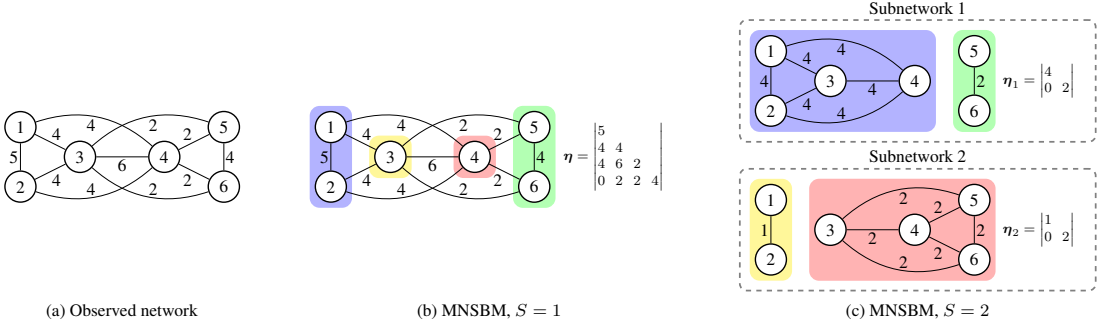 1 4 2 5
4 2
5 3 4 4
6
4 2
2 4 2 6
(a) Observed network
1 4 2 5
4 2
5 3 4 4
6
4 2
2 4 2 6
η =
5
4 4
4 6 2
0 2 2 4
(b) MNSBM, S = 1
Subnetwork 1
1 4 5
4
4 3 4 2
4
4
2 4 6
η1 =
4
0 2
Subnetwork 2
1 2 5
2
1 3 4 2
2
2
2 2 6
η2 =
1
0 2
(c) MNSBM, S = 2